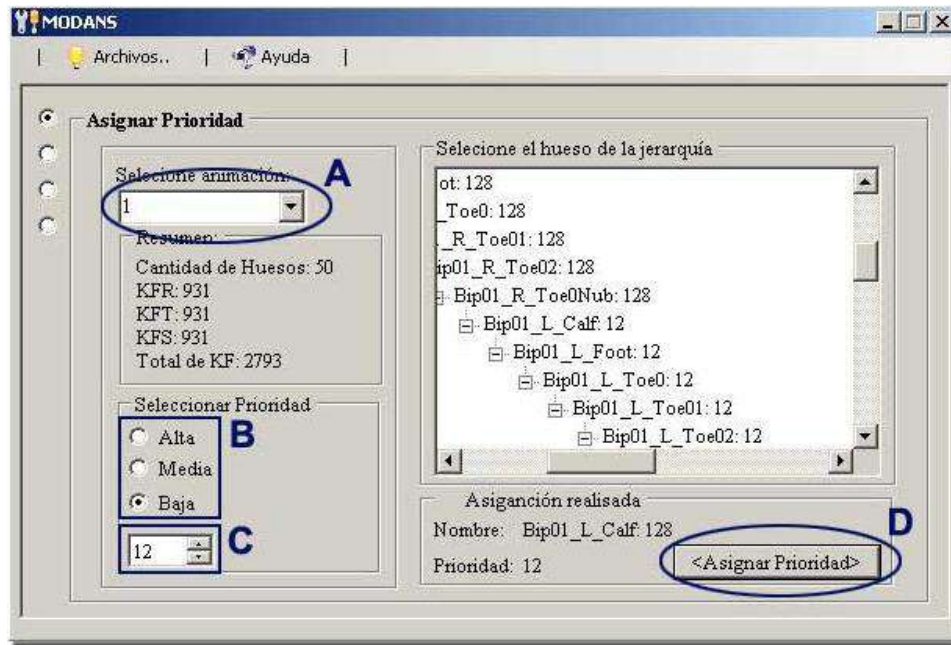 MODANS
| Archivos.. | Ayuda |
Asignar Prioridad
Selecione animación:
A
1
Resumen:
Cantidad de Huesos: 50
KFR: 931
KFT: 931
KFS: 931
Total de KF: 2793
Seleccionar Prioridad
Alta
B
Media
Baja
12
C
Selecione el hueso de la jerarquía
ot: 128
_Toe0: 128
_R_Toe01: 128
ip01_R_Toe02: 128
Bip01_R_Toe0Nub: 128
Bip01_L_Calf: 12
Bip01_L_Foot: 12
Bip01_L_Toe0: 12
Bip01_L_Toe01: 12
Bip01_L_Toe02: 12
Asigançión realisada
Nombre: Bip01_L_Calf: 128
D
Prioridad: 12
<Asignar Prioridad>